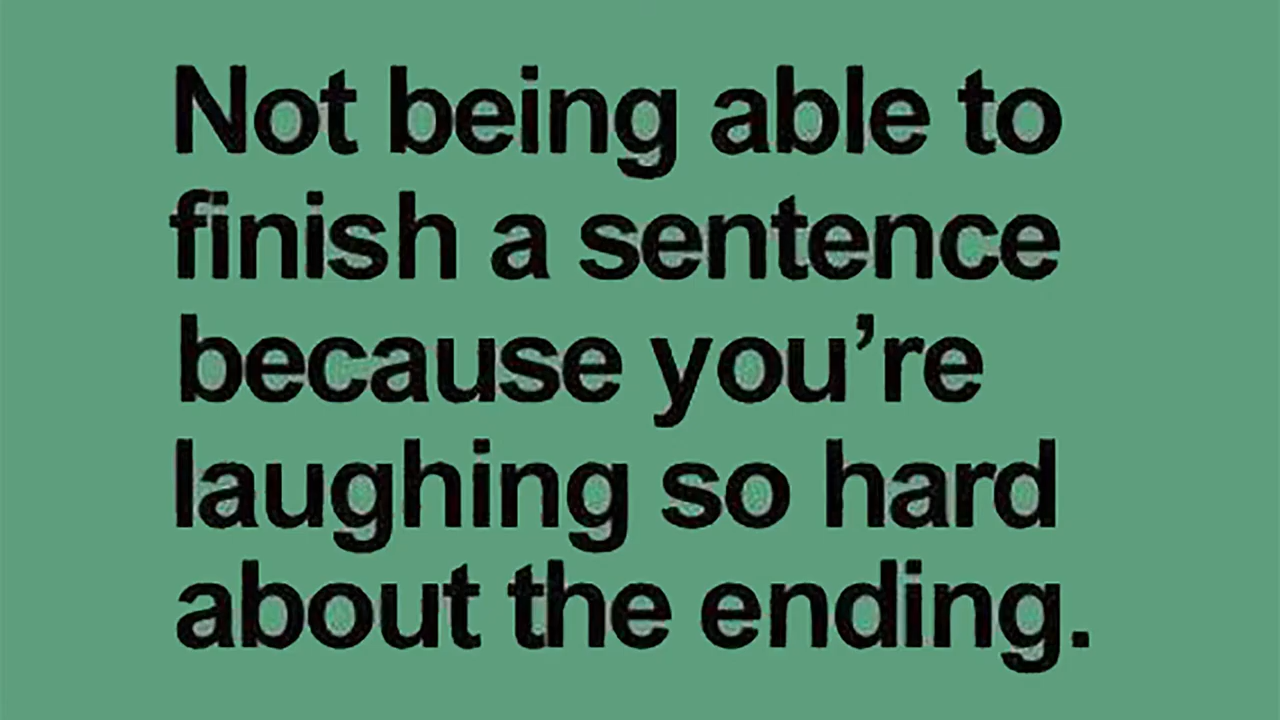 Not being able to
finish a sentence
because you’re
laughing so hard
about the ending.